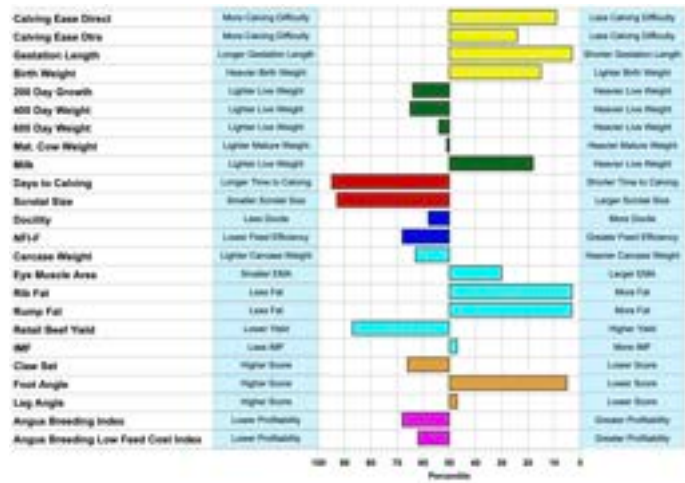 Calving Ease Direct More Calving Difficulty Less Calving Difficulty
Calving Ease Dtrs More Calving Difficulty Less Calving Difficulty
Gestation Length Longer Gestation Length Shorter Gestation Length
Birth Weight Heavier Birth Weight Lighter Birth Weight
200 Day Growth Lighter Live Weight Heavier Live Weight
400 Day Weight Lighter Live Weight Heavier Live Weight
600 Day Weight Lighter Live Weight Heavier Live Weight
Mat. Cow Weight Lighter Mature Weight Heavier Mature Weight
Milk Lighter Live Weight Heavier Live Weight
Days to Calving Longer Time to Calving Shorter Time to Calving
Scrotal Size Smaller Scrotal Size Larger Scrotal Size
Docility Less Docile More Docile
NFI-F Lower Feed Efficiency Greater Feed Efficiency
Carcase Weight Lighter Carcase Weight Heavier Carcase Weight
Eye Muscle Area Smaller EMA Larger EMA
Rib Fat Less Fat More Fat
Rump Fat Less Fat More Fat
Retail Beef Yield Lower Yield Higher Yield
IMF Less IMF More IMF
Claw Set Higher Score Lower Score
Foot Angle Higher Score Lower Score
Leg Angle Higher Score Lower Score
Angus Breeding Index Lower Profitability Greater Profitability
Angus Breeding Low Feed Cost Index Lower Profitability Greater Profitability
100 90 80 70 60 50 40 30 20 10 0
Percentile